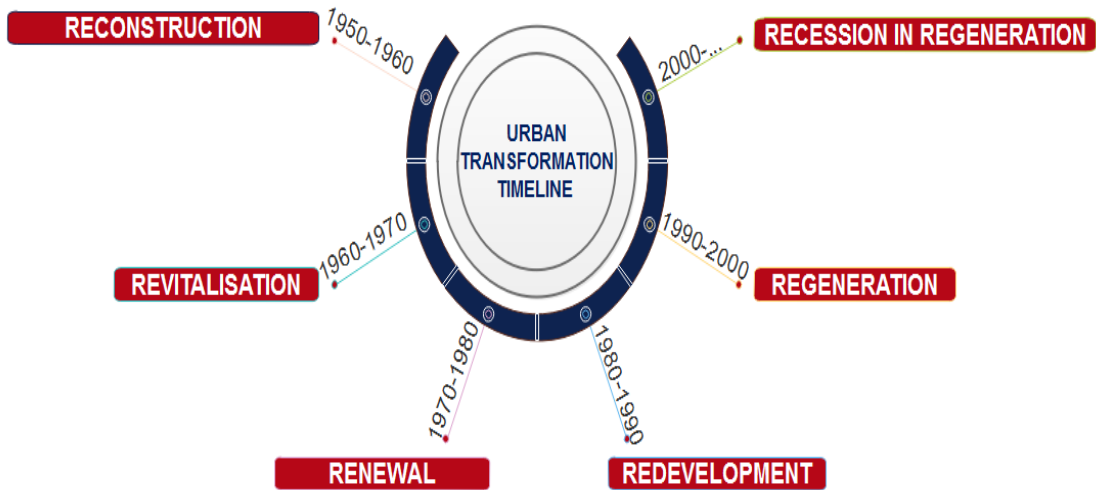 RECONSTRUCTION
1950-1960
2000-...
RECESSION IN REGENERATION
URBAN
TRANSFORMATION
TIMELINE
REVITALISATION
1960-1970
1990-2000
REGENERATION
1970-1980
1980-1990
RENEWAL
REDEVELOPMENT